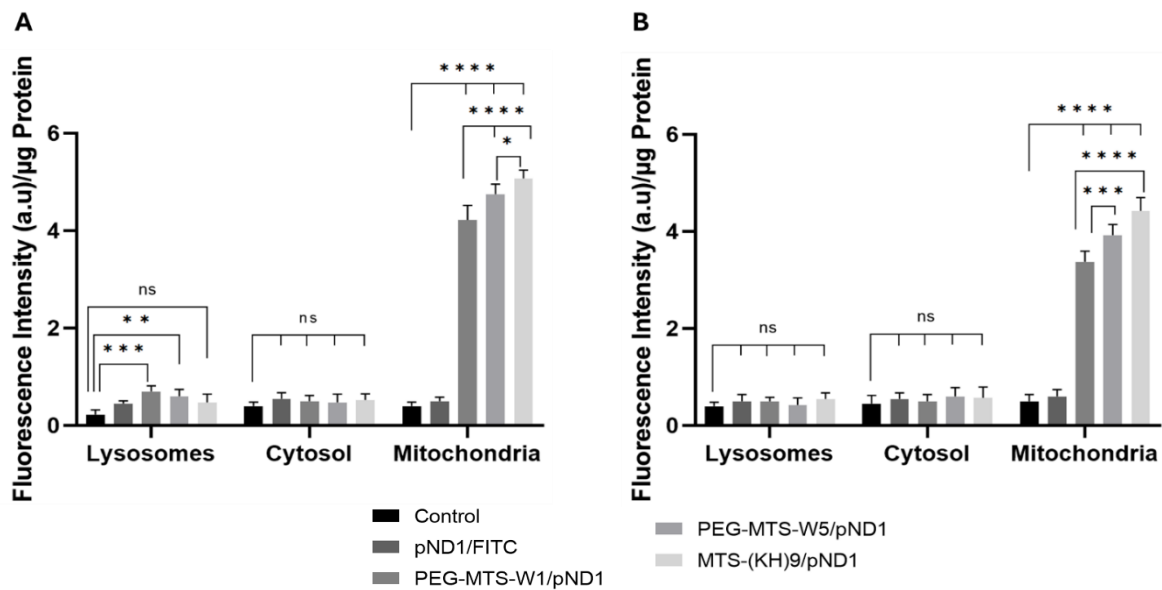 A
Fluorescence Intensity (a.u)/µg Protein
6
4
2
0
ns
* *
* * *
ns
* * * *
* * * *
*
Lysosomes
Cytosol
Mitochondria
B
Fluorescence Intensity (a.u)/µg Protein
6
4
2
0
ns
ns
* * * *
* * * *
* * *
Lysosomes
Cytosol
Mitochondria
Control
pND1/FITC
PEG-MTS-W1/pND1
PEG-MTS-W5/pND1
MTS-(KH)9/pND1